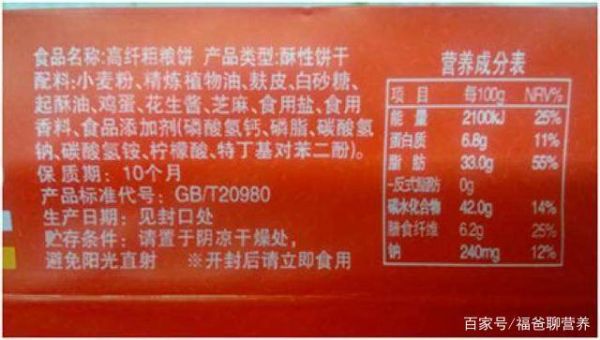 食品名称:高纤粗粮饼 产品类型:酥性饼干
配料:小麦粉、精炼植物油、麸皮、白砂糖、
起酥油、鸡蛋、花生酱、芝麻、食用盐、食用
香料、食品添加剂(磷酸氢钙、磷脂、碳酸氢
钠、碳酸氢铵、柠檬酸、特丁基对苯二酚)。
保质期:10个月
产品标准代号:GB/T20980
生产日期:见封口处
贮存条件:请置于阴凉干燥处,
避免阳光直射 ※开封后请立即食用
营养成分表
项 目 每100g NRV%
能 量 2100kJ 25%
蛋白质 6.8g 11%
脂 肪 33.0g 55%
-反式脂肪 0g
碳水化合物 42.0g 14%
膳食纤维 6.2g 25%
钠 240mg 12%
百家号/福爸聊营养